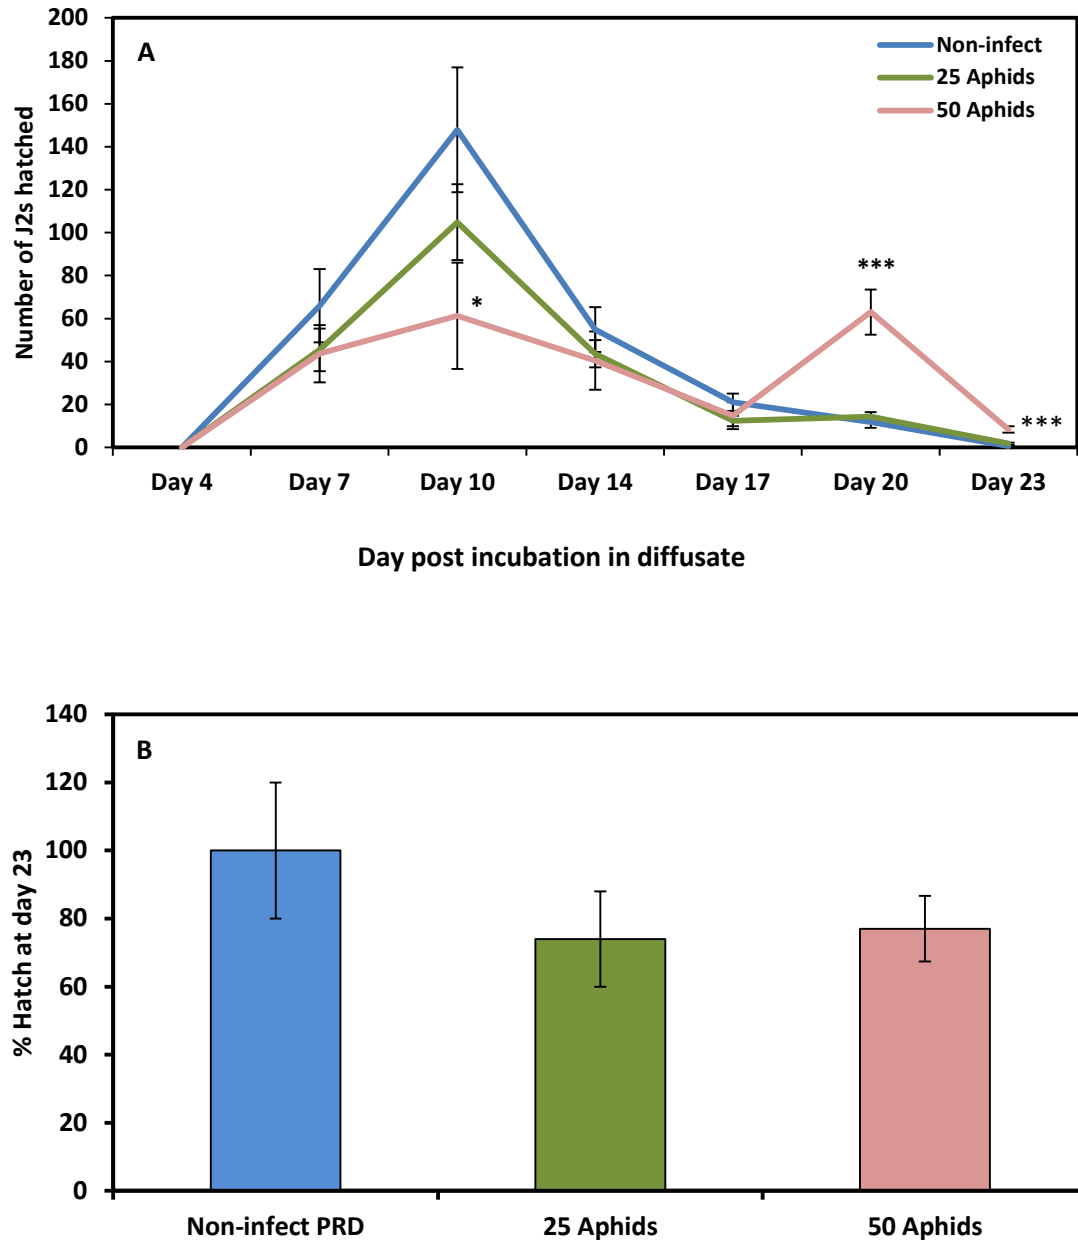 200
180
160
140
120
100
80
60
40
20
0
Number of J2s hatched
A
Non-infect
25 Aphids
50 Aphids
*
***
***
Day 4 Day 7 Day 10 Day 14 Day 17 Day 20 Day 23
Day post incubation in diffusate
140
120
100
80
60
40
20
0
% Hatch at day 23
B
Non-infect PRD 25 Aphids 50 Aphids